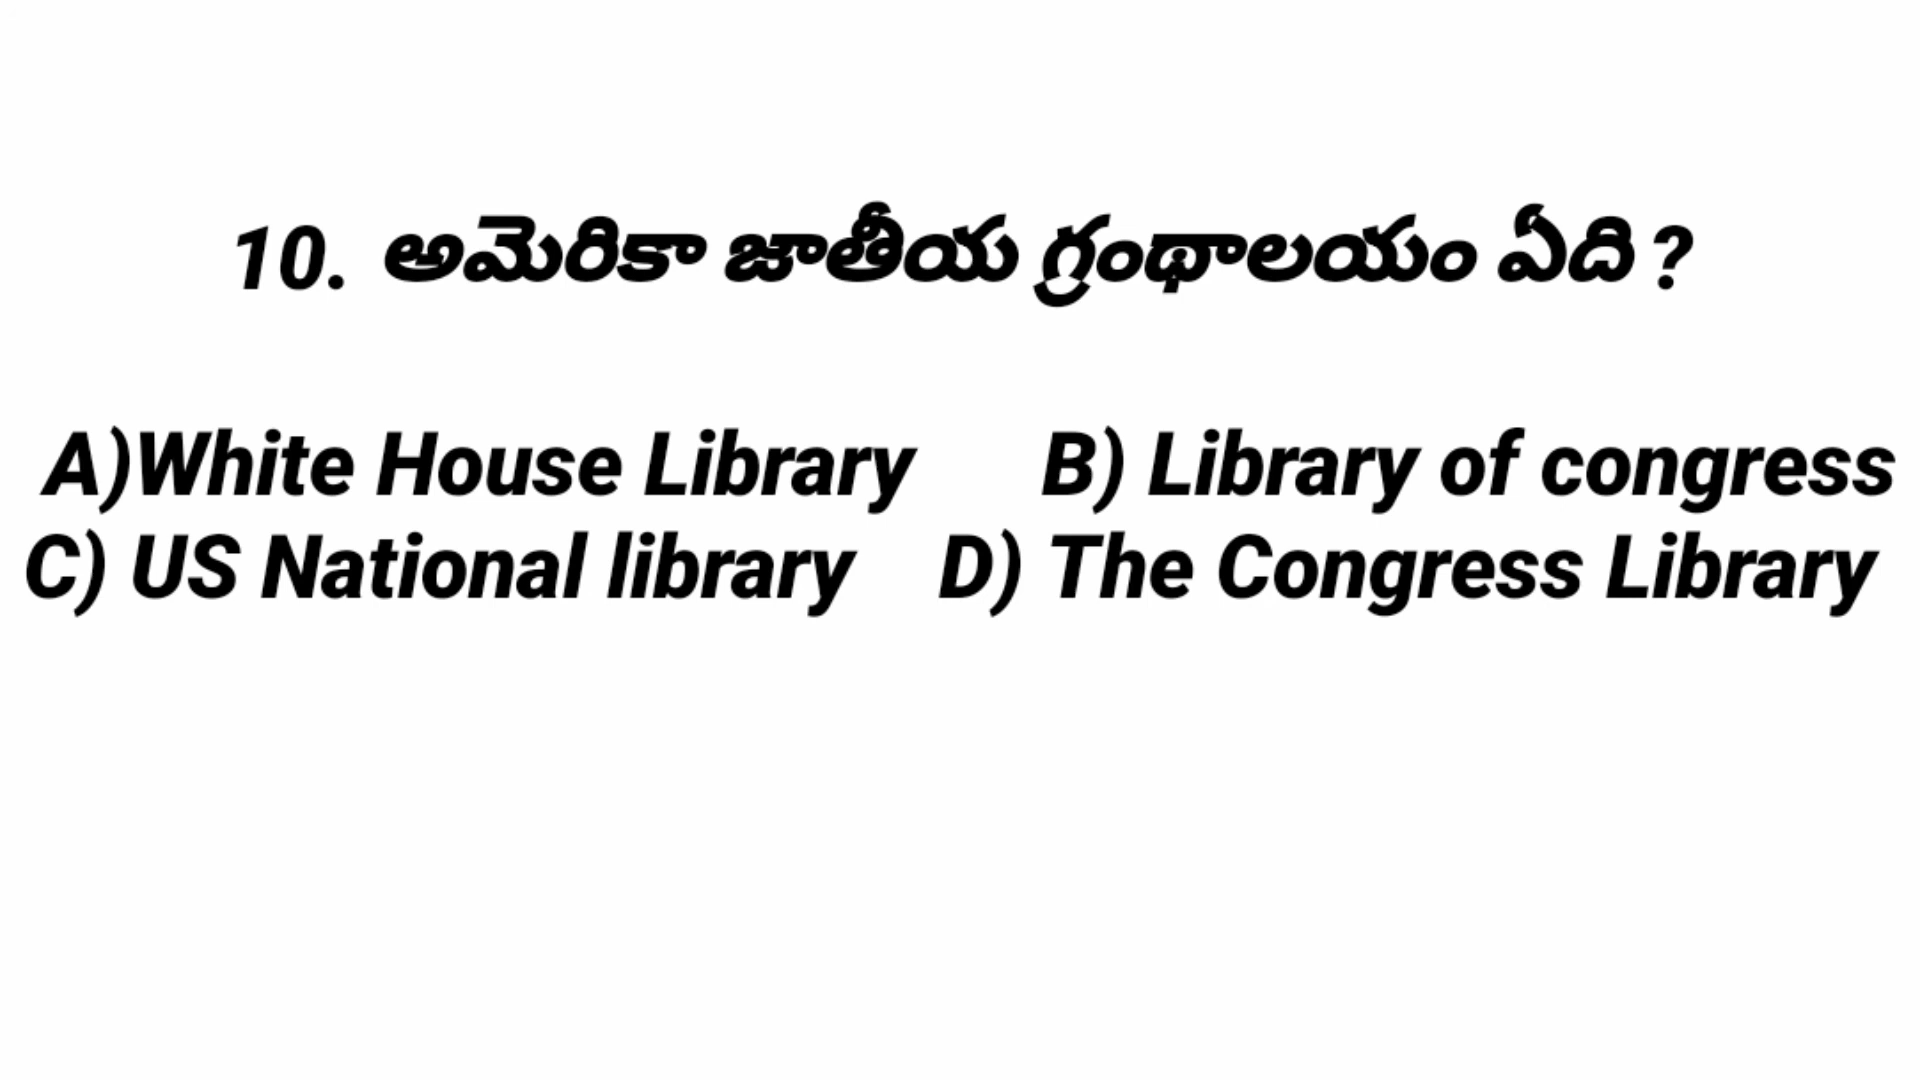 10. అమెరికా జాతీయ గ్రంథాలయం ఏది?
A)White House Library B) Library of congress
C) US National library D) The Congress Library